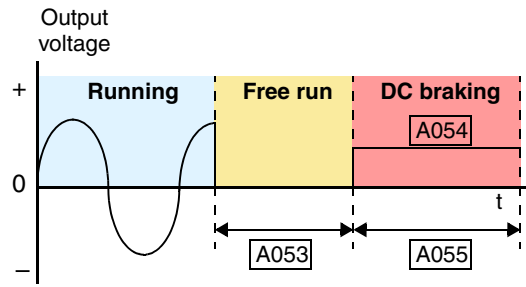 Output
voltage
+
Running
Free run
DC braking
A054
0
t
A053
A055
–